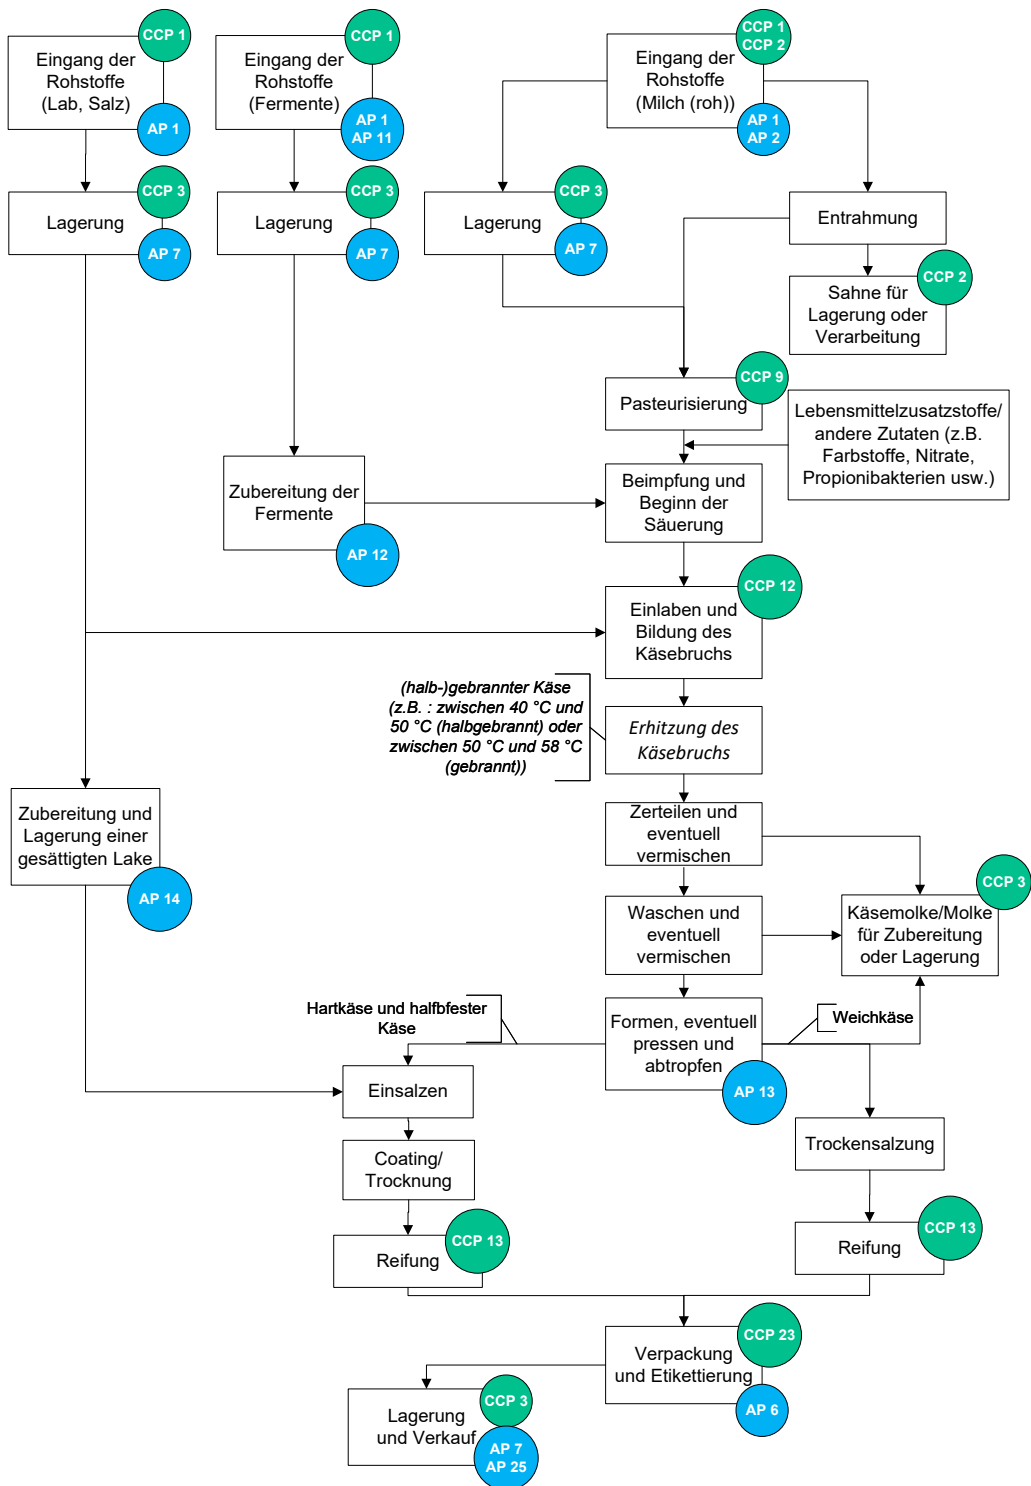 CCP 1
Eingang der
Rohstoffe
(Lab, Salz)
AP 1
CCP 1
Eingang der
Rohstoffe
(Fermente)
AP 1
AP 11
CCP 1
CCP 2
Eingang der
Rohstoffe
(Milch (roh))
AP 1
AP 2
CCP 3
Lagerung
AP 7
CCP 3
Lagerung
AP 7
CCP 3
Lagerung
AP 7
Entrahmung
CCP 2
Sahne für
Lagerung oder
Verarbeitung
CCP 9
Pasteurisierung
Lebensmittelzusatzstoffe/
andere Zutaten (z.B.
Farbstoffe, Nitrate,
Propionibakterien usw.)
Zubereitung der
Fermente
AP 12
Beimpfung und
Beginn der
Säuerung
CCP 12
Einlaben und
Bildung des
Käsebruchs
(halb-)gebrannter Käse
(z.B. : zwischen 40 °C und
50 °C (halbgebrannt) oder
zwischen 50 °C und 58 °C
(gebrannt))
Erhitzung des
Käsebruchs
Zubereitung und
Lagerung einer
gesättigten Lake
AP 14
Zerteilen und
eventuell
vermischen
CCP 3
Käsemolke/Molke
für Zubereitung
oder Lagerung
Waschen und
eventuell
vermischen
Hartkäse und halfbfester
Käse
Formen, eventuell
pressen und
abtropfen
AP 13
Weichkäse
Einsalzen
Trockensalzung
Coating/
Trocknung
CCP 13
Reifung
CCP 13
Reifung
CCP 23
Verpackung
und Etikettierung
AP 6
CCP 3
Lagerung
und Verkauf
AP 7
AP 25